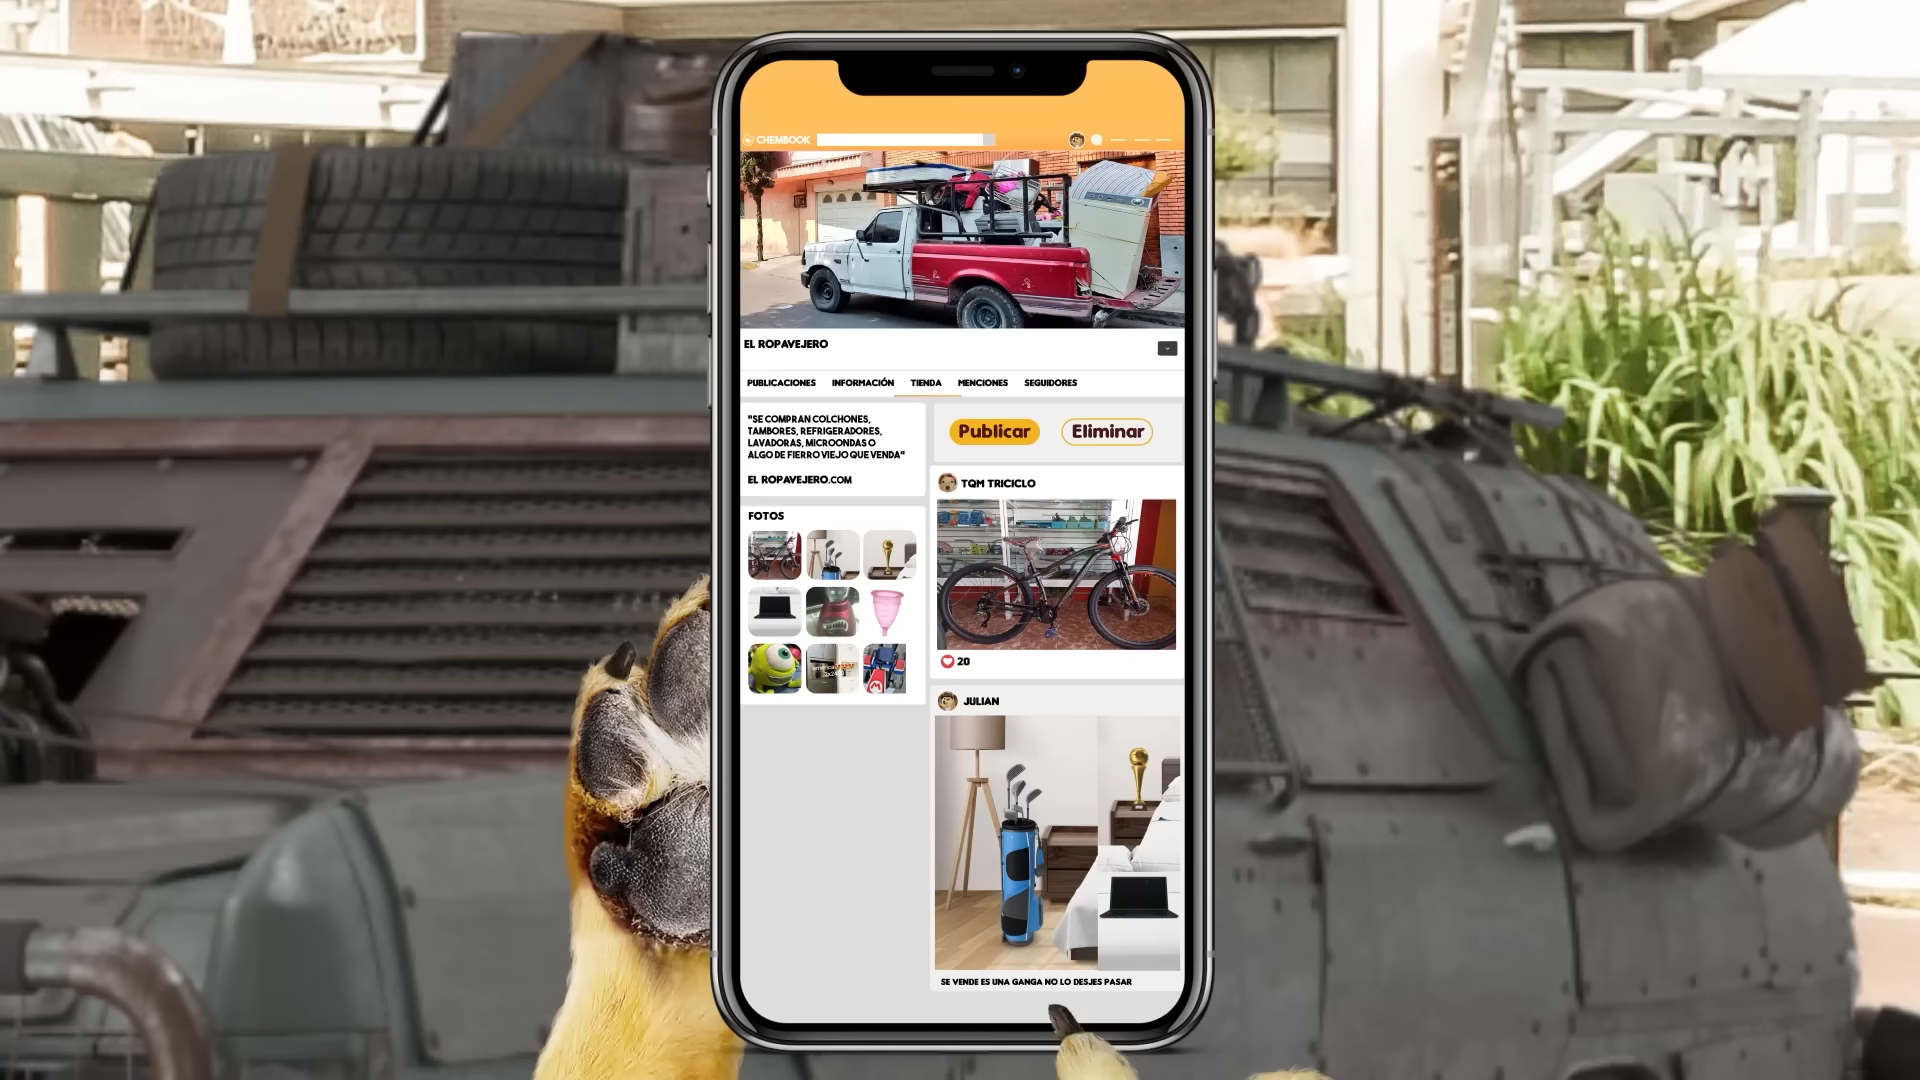 CHEMBOOK
EL ROPAVEJERO
PUBLICACIONES INFORMACIÓN TIENDA MENCIONES SEGUIDORES
"SE COMPRAN COLCHONES,
TAMBORES, REFRIGERADORES,
LAVADORAS, MICROONDAS O
ALGO DE FIERRO VIEJO QUE VENDA"
EL ROPAVEJERO.COM
FOTOS
Publicar Eliminar
TQM TRICICLO
20
JULIAN
SE VENDE ES UNA GANGA NO LO DESJES PASAR